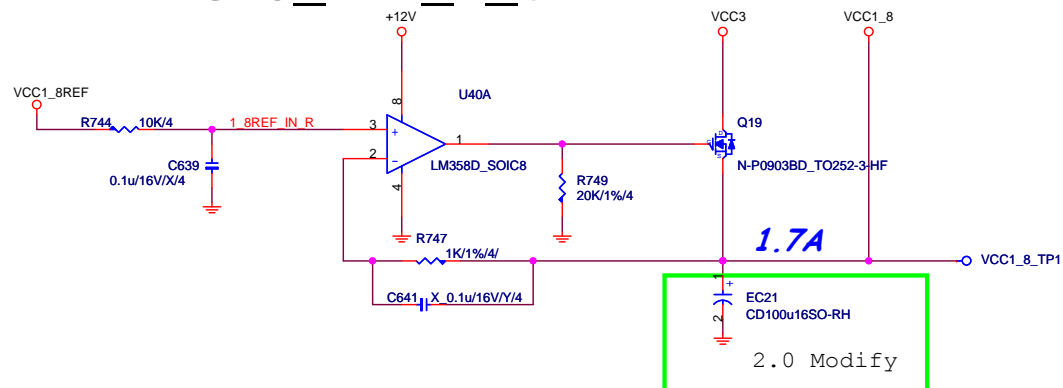 +12V
VCC3
VCC1_8
VCC1_8REF
8
U40A
R744
10K/4
1_8REF_IN_R
3
+
1
Q19
2
-
LM358D_SOIC8
N-P0903BD_TO252-3-HF
C639
0.1u/16V/X/4
4
R749
20K/1%/4
R747
1K/1%/4/
1.7A
VCC1_8_TP1
C641
X_0.1u/16V/Y/4
1
+
EC21
CD100u16SO-RH
2
2.0 Modify